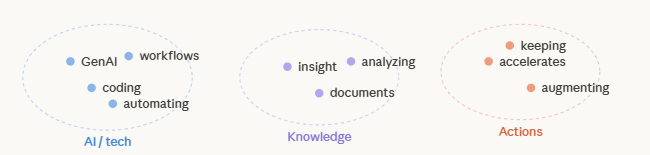 GenAI
workflows
coding
automating
AI / tech
insight
analyzing
documents
Knowledge
keeping
accelerates
augmenting
Actions